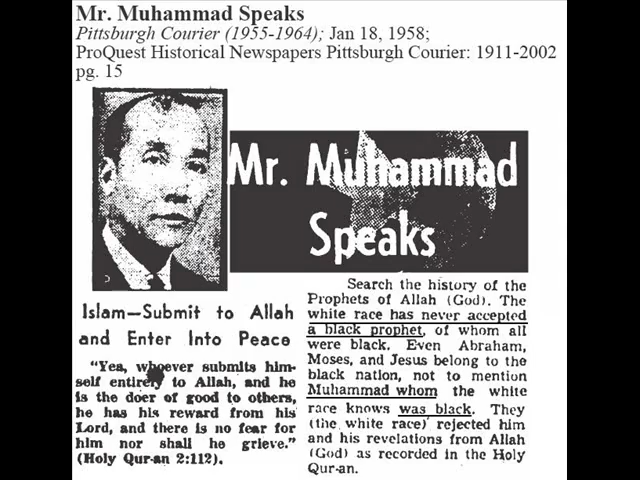 Mr. Muhammad Speaks
Pittsburgh Courier (1955-1964); Jan 18, 1958;
ProQuest Historical Newspapers Pittsburgh Courier: 1911-2002
pg. 15
Mr. Muhammad
Speaks
Islam—Submit to Allah
and Enter Into Peace
"Yea, whoever submits him-
self entirely to Allah, and he
is the doer of good to others,
he has his reward from his
Lord, and there is no fear for
him nor shall he grieve."
(Holy Qur-an 2:112).
Search the history of the
Prophets of Allah (God). The
white race has never accepted
a black prophet, of whom all
were black. Even Abraham,
Moses, and Jesus belong to the
black nation, not to mention
Muhammad whom the white
race knows was black. They
(the white race) rejected him
and his revelations from Allah
(God) as recorded in the Holy
Qur-an.